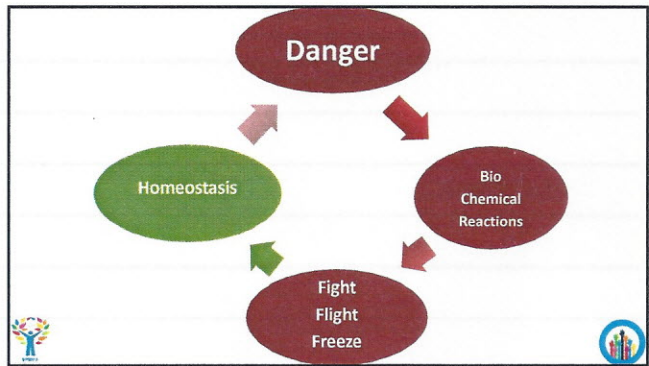 Danger
Bio
Chemical
Reactions
Fight
Flight
Freeze
Homeostasis